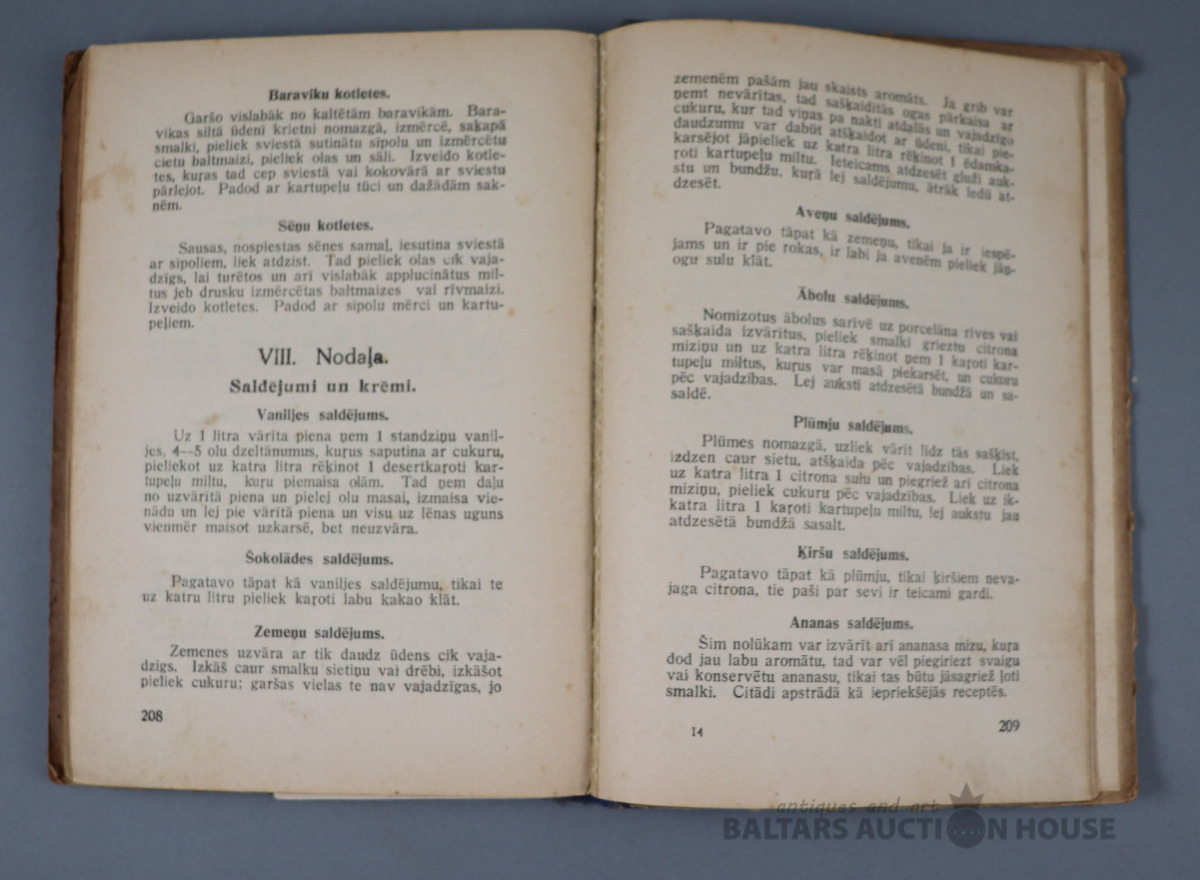 Baraviku kotletes.
Garšo vislabāk no kaltētām baravikām. Bara-
vikas siltā ūdeni krietni nomazgā, izmērcē, sakapā
smalki, pieliek sviestā sutinātu sipolu un izmērcētu
cietu baltmaizi, pieliek olas un sāli. Izveido kotle-
tes, kuŗas tad cep sviestā vai kokovārā ar sviestu
pārlejot. Padod ar kartupeļu tūci un dažādām sak-
nēm.
Sēņu kotletes.
Sausas, nospiestas sēnes samaļ, iesutina sviestā
ar sipoliem, liek atdzist. Tad pieliek olas cik vaja-
dzīgs, lai turētos un arī vislabāk applucinātus mil-
tus jeb drusku izmērcētas baltmaizes vai rīvmaizi.
Izveido kotletes. Padod ar sipolu mērci un kartu-
peļiem.
VIII. Nodaļa.
Saldējumi un krēmi.
Vaniljes saldējums.
Uz 1 litra vārīta piena ņem 1 standziņu vanil-
jes, 4—5 olu dzeltānumus, kuŗus saputina ar cukuru,
pieliekot uz katra litra rēķinot 1 desertkaŗoti kar-
tupeļu miltu, kuŗu piemaisa olām. Tad ņem daļu
no uzvārītā piena un pielej olu masai, izmaisa vie-
nādu un lej pie vārītā piena un visu uz lēnas uguns
vienmēr maisot uzkarsē, bet neuzvāra.
Šokolādes saldējums.
Pagatavo tāpat kā vaniljes saldējumu, tikai te
uz katru litru pieliek kaŗoti labu kakao klāt.
Zemeņu saldējums.
Zemenes uzvāra ar tik daudz ūdens cik vaja-
dzīgs. Izkāš caur smalku sietiņu vai drēbi, izkāšot
pieliek cukuru; garšas vielas te nav vajadzīgas, jo
208
zemenēm pašām jau skaists aromāts. Ja grib var
ņemt nevārītas, tad sašķaidītās ogas pārkaisa ar
cukuru, kur tad viņas pa nakti atdalās un vajadzīgo
daudzumu var dabūt atšķaidot ar ūdeni, tikai pie-
karsējot jāpieliek uz katra litra rēķinot 1 ēdamka-
ŗoti kartupeļu miltu. Ieteicams atdzesēt gluži auk-
stu un bundžu, kuŗā lej saldējumu, ātrāk ledū at-
dzesēt.
Aveņu saldējums.
Pagatavo tāpat kā zemeņu, tikai ja ir iespē-
jams un ir pie rokas, ir labi ja avenēm pieliek jāņ-
ogu sulu klāt.
Ābolu saldējums.
Nomizotus ābolus sarīvē uz porcelāna rīves vai
sašķaida izvārītus, pieliek smalki grieztu citrona
miziņu un uz katra litra rēķinot ņem 1 kaŗoti kar-
tupeļu miltus, kuŗus var masā piekarsēt, un cukuru
pēc vajadzības. Lej auksti atdzesētā bundžā un sa-
saldē.
Plūmju saldējums.
Plūmes nomazgā, uzliek vārīt līdz tās sašķist,
izdzen caur sietu, atšķaida pēc vajadzības. Liek
uz katra litra 1 citrona sulu un piegriež arī citrona
miziņu, pieliek cukuru pēc vajadzības. Liek uz ik-
katra litra 1 kaŗoti kartupeļu miltu, lej aukstu jau
atdzesētā bundžā sasalt.
Ķiršu saldējums.
Pagatavo tāpat kā plūmju, tikai ķiršiem neva-
jaga citrona, tie paši par sevi ir teicami gardi.
Ananas saldējums.
Šim nolūkam var izvārīt arī ananasa mizu, kuŗa
dod jau labu aromātu, tad var vēl piegiriezt svaigu
vai konservētu ananasu, tikai tas būtu jāsagriež ļoti
smalki. Citādi apstrādā kā iepriekšējās receptēs.
14
209
antiques and art
BALTARS AUCTION HOUSE